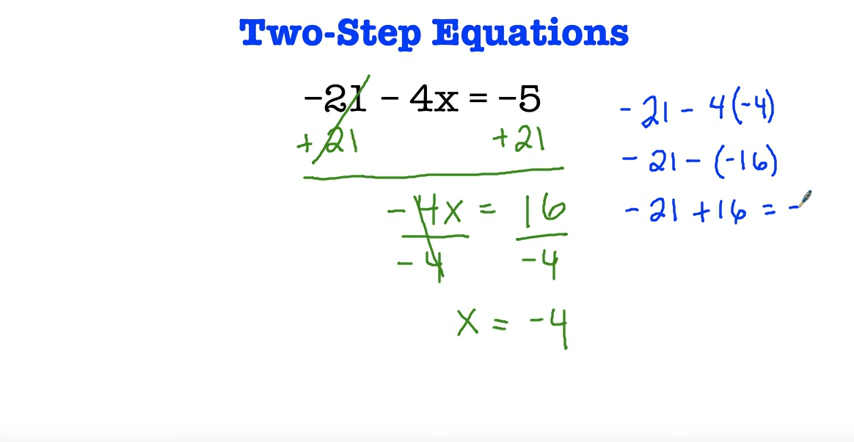 Two-Step Equations
-21 - 4x = -5
+21 +21
-4x = 16
-4 -4
x = -4
-21 - 4(-4)
-21 - (-16)
-21 + 16 = -